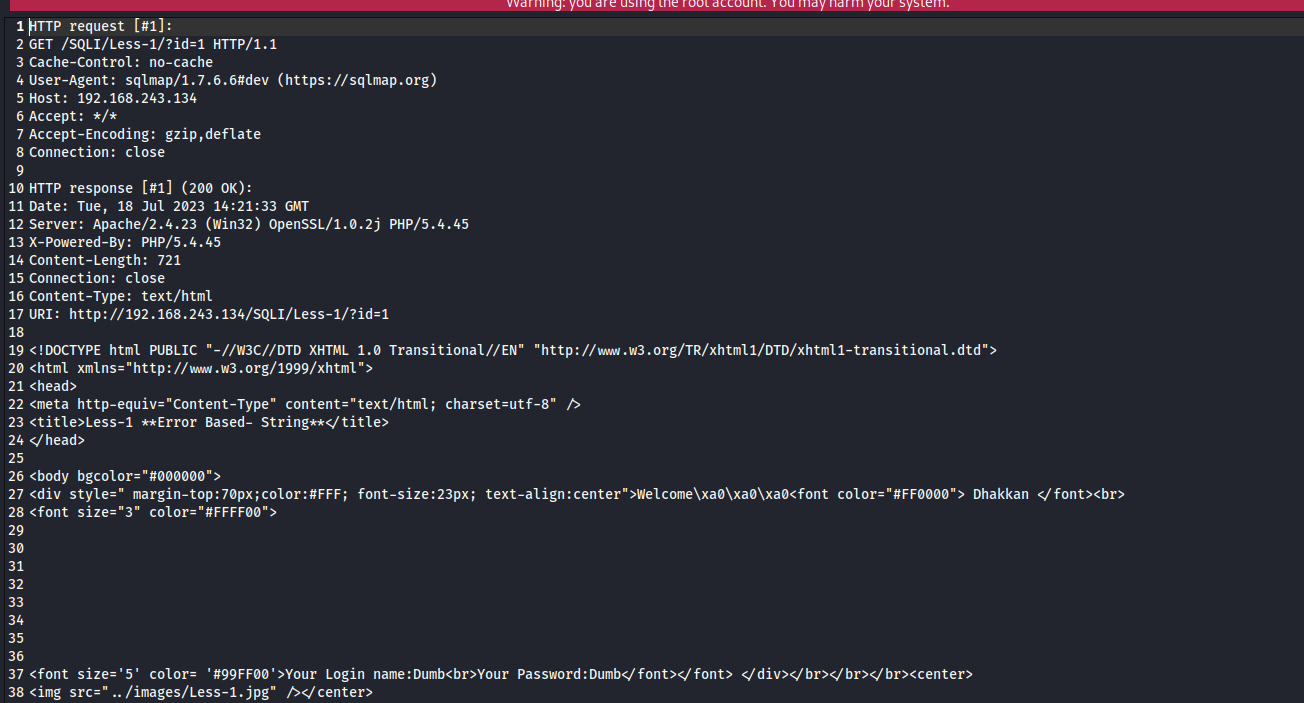 Warning: you are using the root account. You may harm your system.
1 HTTP request [#1]:
2 GET /SQLI/Less-1/?id=1 HTTP/1.1
3 Cache-Control: no-cache
4 User-Agent: sqlmap/1.7.6.6#dev (https://sqlmap.org)
5 Host: 192.168.243.134
6 Accept: */*
7 Accept-Encoding: gzip,deflate
8 Connection: close
9
10 HTTP response [#1] (200 OK):
11 Date: Tue, 18 Jul 2023 14:21:33 GMT
12 Server: Apache/2.4.23 (Win32) OpenSSL/1.0.2j PHP/5.4.45
13 X-Powered-By: PHP/5.4.45
14 Content-Length: 721
15 Connection: close
16 Content-Type: text/html
17 URI: http://192.168.243.134/SQLI/Less-1/?id=1
18
19 <!DOCTYPE html PUBLIC "-//W3C//DTD XHTML 1.0 Transitional//EN" "http://www.w3.org/TR/xhtml1/DTD/xhtml1-transitional.dtd">
20 <html xmlns="http://www.w3.org/1999/xhtml">
21 <head>
22 <meta http-equiv="Content-Type" content="text/html; charset=utf-8" />
23 <title>Less-1 **Error Based- String**</title>
24 </head>
25
26 <body bgcolor="#000000">
27 <div style=" margin-top:70px;color:#FFF; font-size:23px; text-align:center">Welcome\xa0\xa0\xa0<font color="#FF0000"> Dhakkan </font><br>
28 <font size="3" color="#FFFF00">
29
30
31
32
33
34
35
36
37 <font size='5' color= '#99FF00'>Your Login name:Dumb<br>Your Password:Dumb</font></font> </div></br></br></br><center>
38 <img src="../images/Less-1.jpg" /></center>